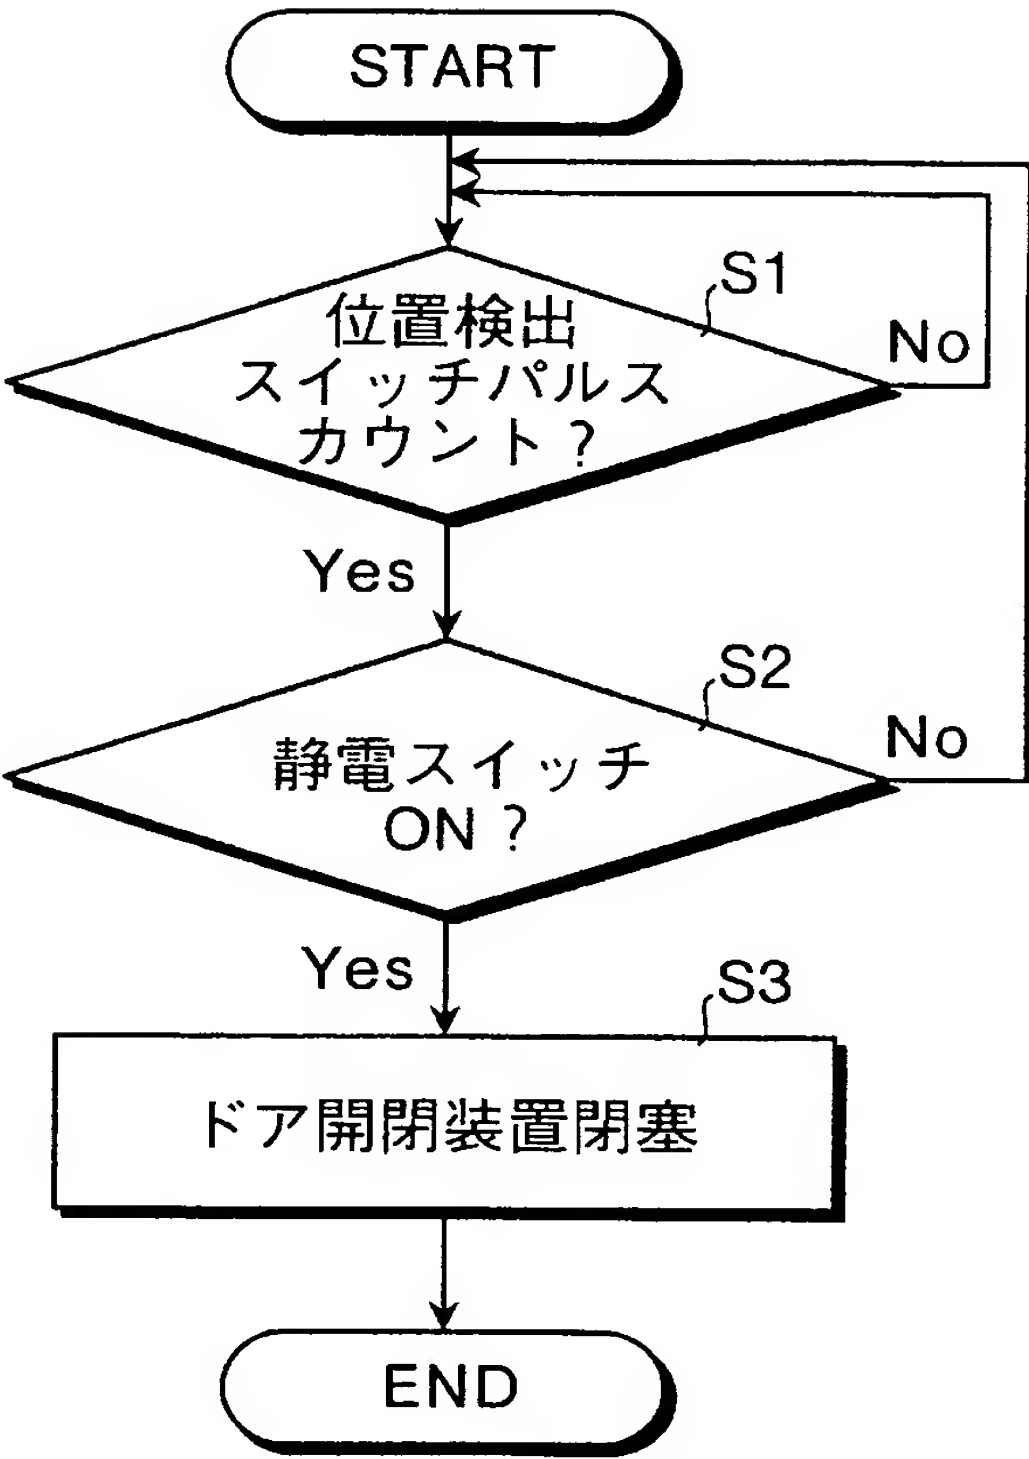 START
S1
位置検出
スイッチパルス
カウント?
No
Yes
S2
静電スイッチ
ON?
No
Yes
S3
ドア開閉装置閉塞
END